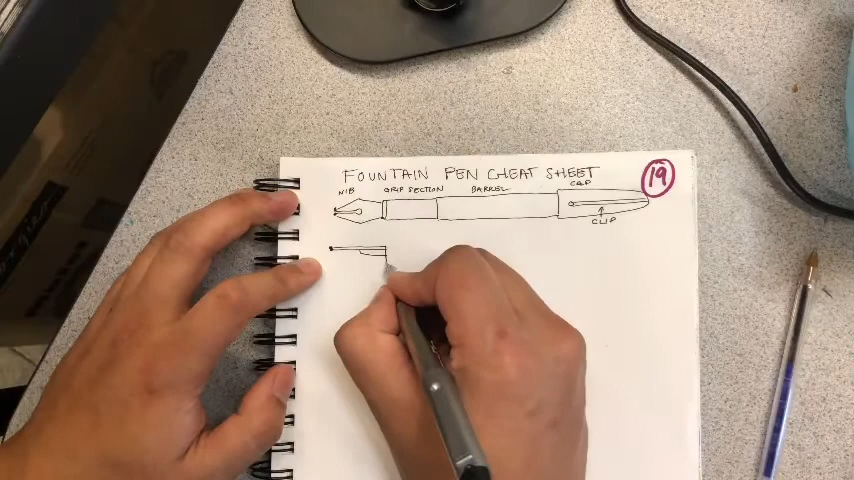 FOUNTAIN PEN CHEAT SHEET
19
NIB GRIP SECTION BARREL CAP
CLIP